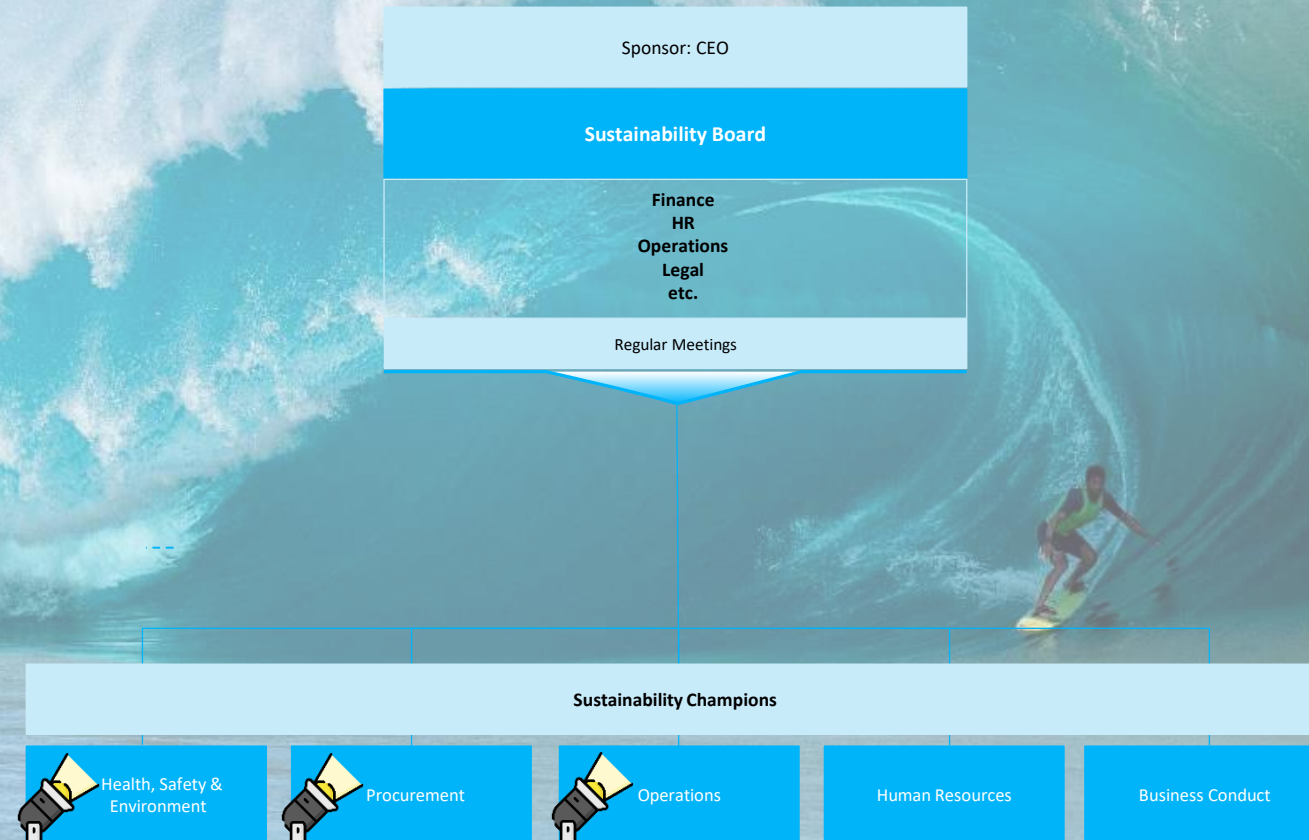 Sponsor: CEO
Sustainability Board
Finance
HR
Operations
Legal
etc.
Regular Meetings
Sustainability Champions
Health, Safety &
Environment
Procurement
Operations
Human Resources
Business Conduct